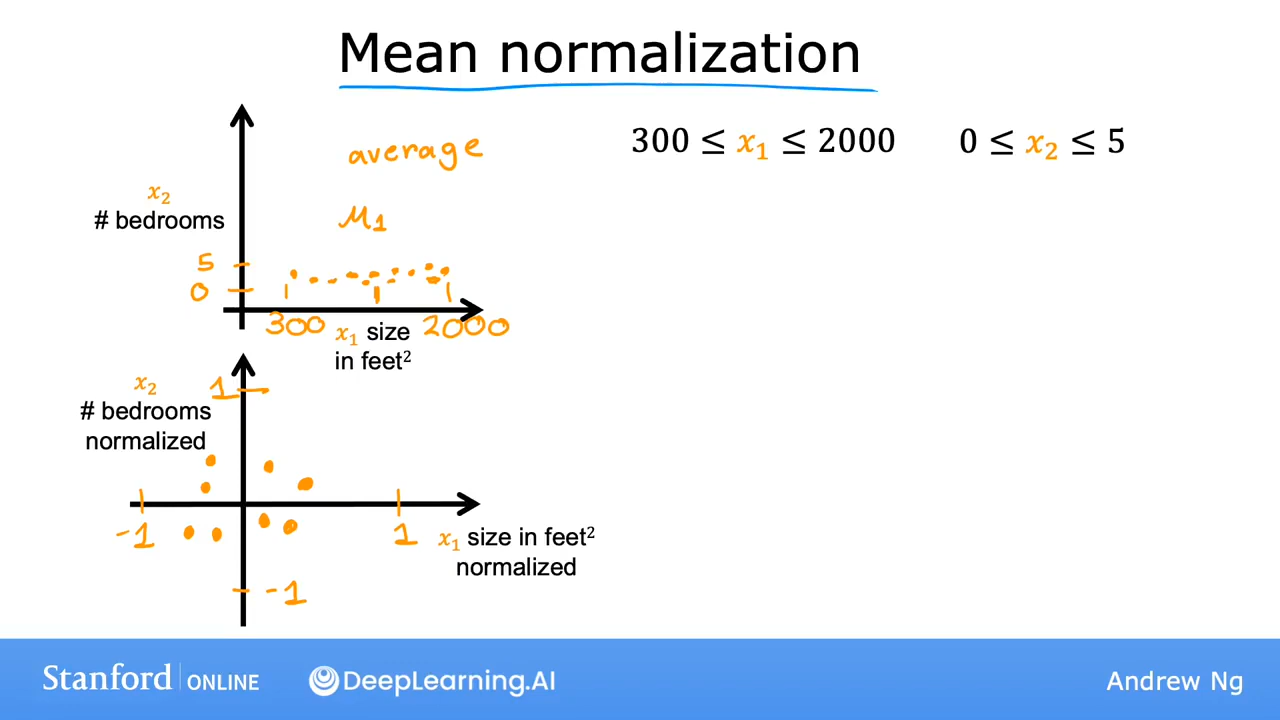 Mean normalization
average
300 ≤ x₁ ≤ 2000
0 ≤ x₂ ≤ 5
x₂
# bedrooms
μ₁
5
0
300
2000
x₁ size
in feet²
x₂
# bedrooms
normalized
1
-1
1
x₁ size in feet²
normalized
-1
Stanford | ONLINE
DeepLearning.AI
Andrew Ng